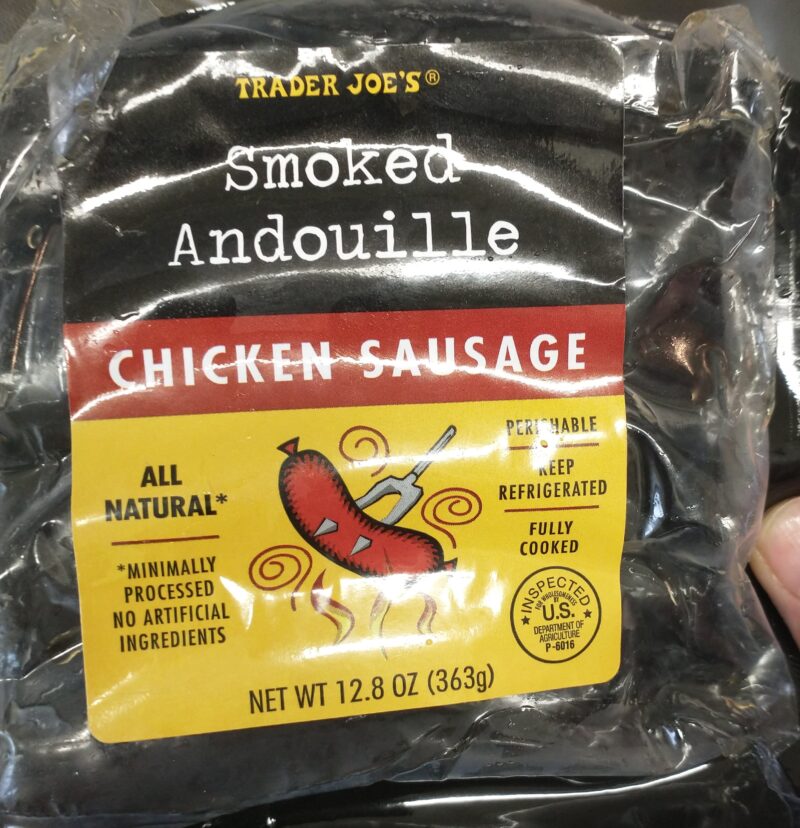 TRADER JOE'S®
Smoked
Andouille
CHICKEN SAUSAGE
ALL
NATURAL*
*MINIMALLY
PROCESSED
NO ARTIFICIAL
INGREDIENTS
PERISHABLE
KEEP
REFRIGERATED
FULLY
COOKED
INSPECTED
FOR WHOLESOMENESS
BY
U.S.
DEPARTMENT OF
AGRICULTURE
P-6016
NET WT 12.8 OZ (363g)